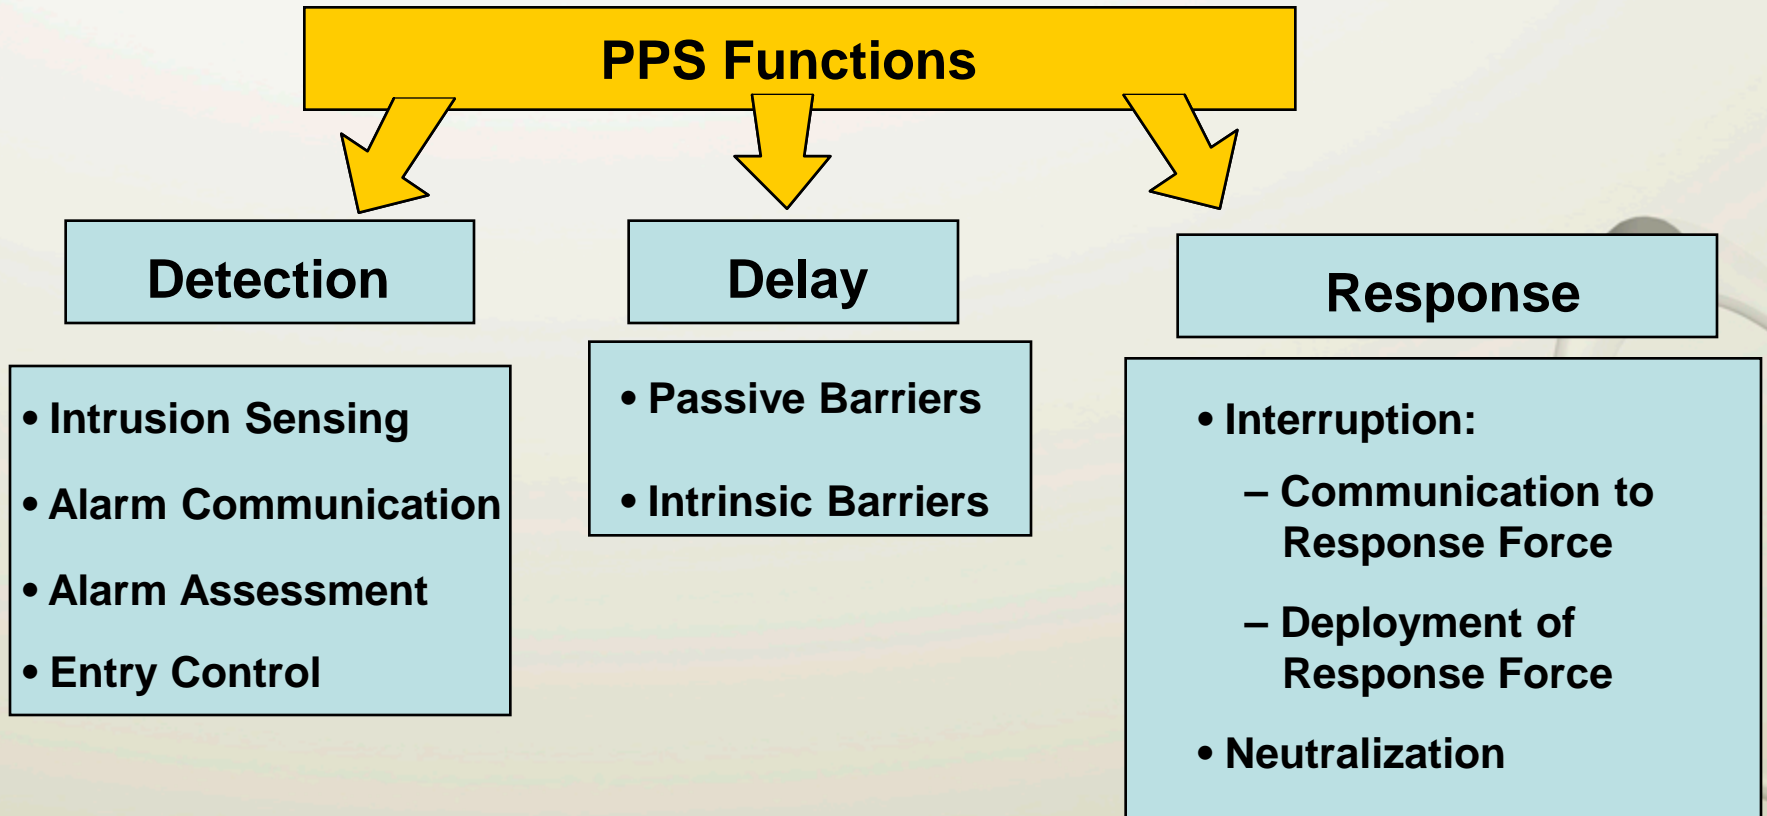 PPS Functions
Detection
• Intrusion Sensing
• Alarm Communication
• Alarm Assessment
• Entry Control
Delay
• Passive Barriers
• Intrinsic Barriers
Response
• Interruption:
– Communication to
Response Force
– Deployment of
Response Force
• Neutralization